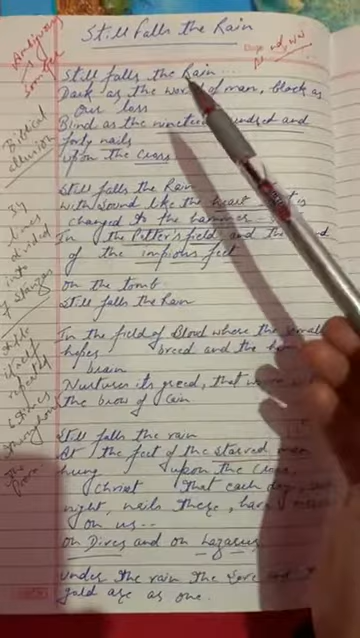 Still Falls the Rain
Still falls the Rain...
Dark as the world of man, black as
our loss
Blind as the nineteen hundred and
forty nails
upon the Cross
Still falls the Rain
With sound like the heart
changed to the hammer
In the Potter's field and the
of the impious feet
on the tomb
Still falls the Rain
In the field of Blood where the small
hopes breed and the
brain
Nurtures its greed, that
the brow of Cain
Still falls the rain
At the feet of the starved man
hung upon the Cross
Christ that each day,
night, nails there, have
on us..
on Dives and on Lazarus
under the rain the sore and
gold are as one.
Biblical
allusion
34
lines
divided
into
7 stanzas
title
itself
repeated
6 times
throughout
the
poem